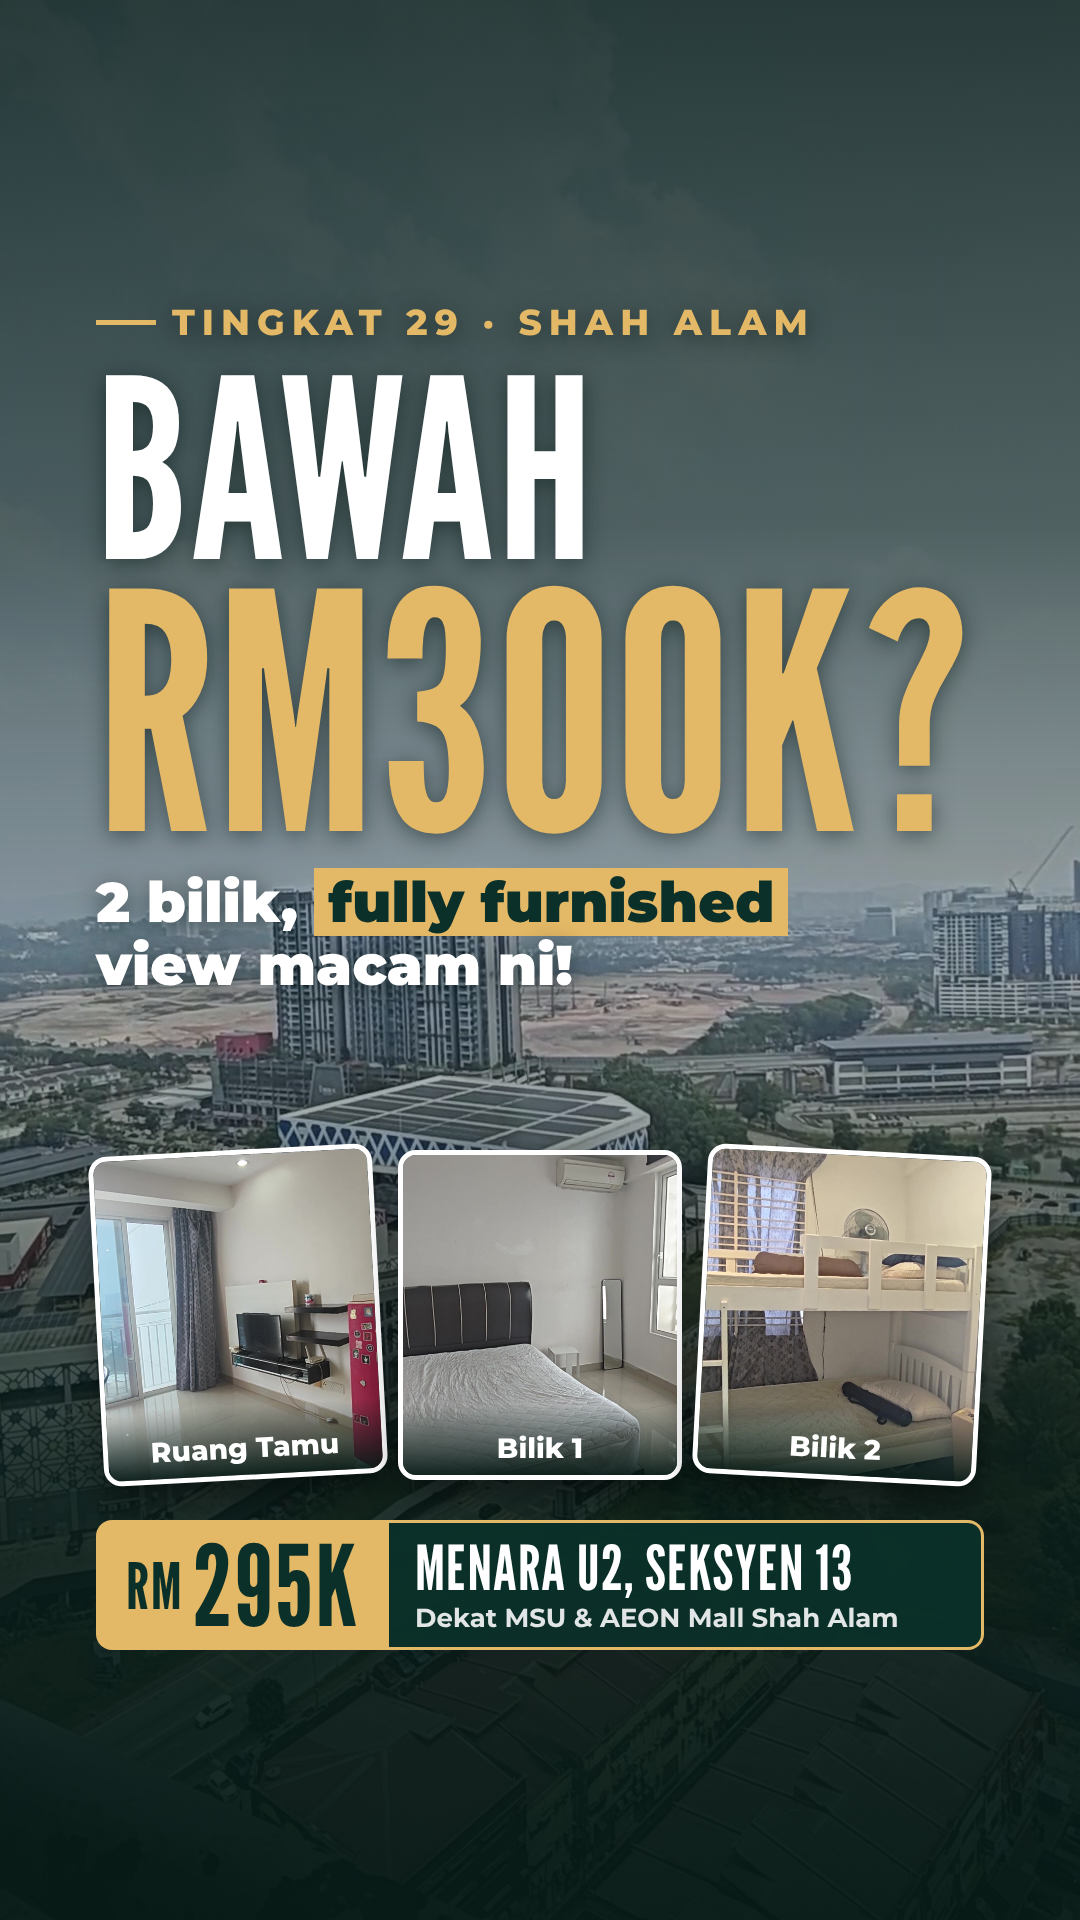 TINGKAT 29 · SHAH ALAM
BAWAH
RM300K?
2 bilik, fully furnished
view macam ni!
Ruang Tamu
Bilik 1
Bilik 2
RM 295K
MENARA U2, SEKSYEN 13
Dekat MSU & AEON Mall Shah Alam